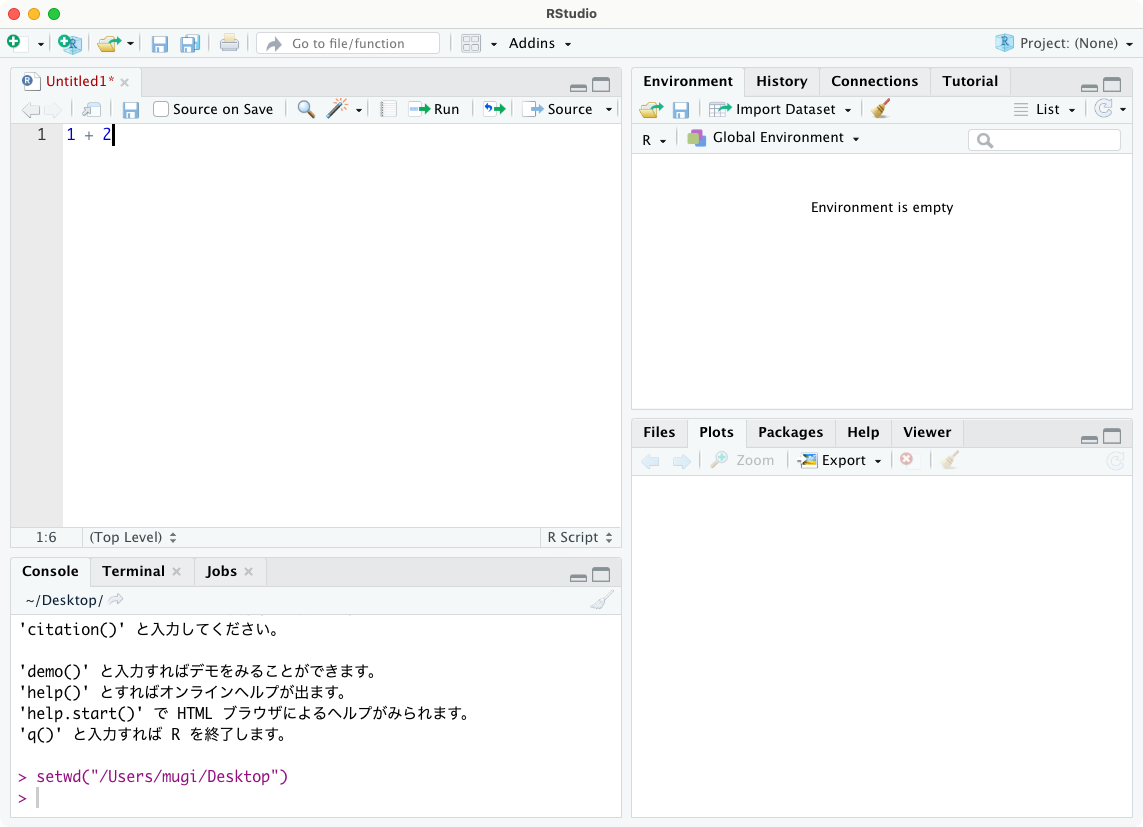 RStudio
Go to file/function
Addins
Project: (None)
Untitled1*
Source on Save
Run
Source
1
1 + 2
1:6
(Top Level)
R Script
Console
Terminal
Jobs
~/Desktop/
'citation()' と入力してください。
'demo()' と入力すればデモをみることができます。
'help()' とすればオンラインヘルプが出ます。
'help.start()' で HTML ブラウザによるヘルプがみられます。
'q()' と入力すれば R を終了します。
> setwd("/Users/mugi/Desktop")
>
Environment
History
Connections
Tutorial
Import Dataset
List
R
Global Environment
Environment is empty
Files
Plots
Packages
Help
Viewer
Zoom
Export